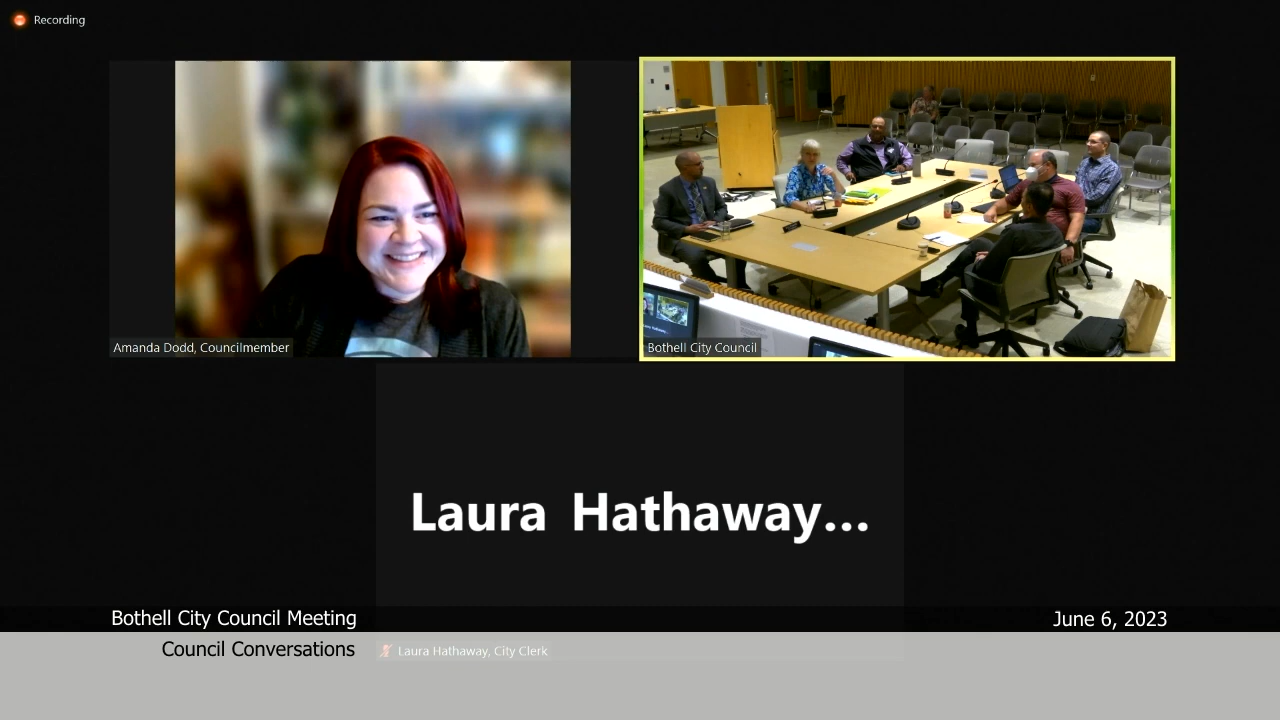 Recording
Amanda Dodd, Councilmember
Bothell City Council
Laura Hathaway...
Bothell City Council Meeting
June 6, 2023
Council Conversations
Laura Hathaway, City Clerk